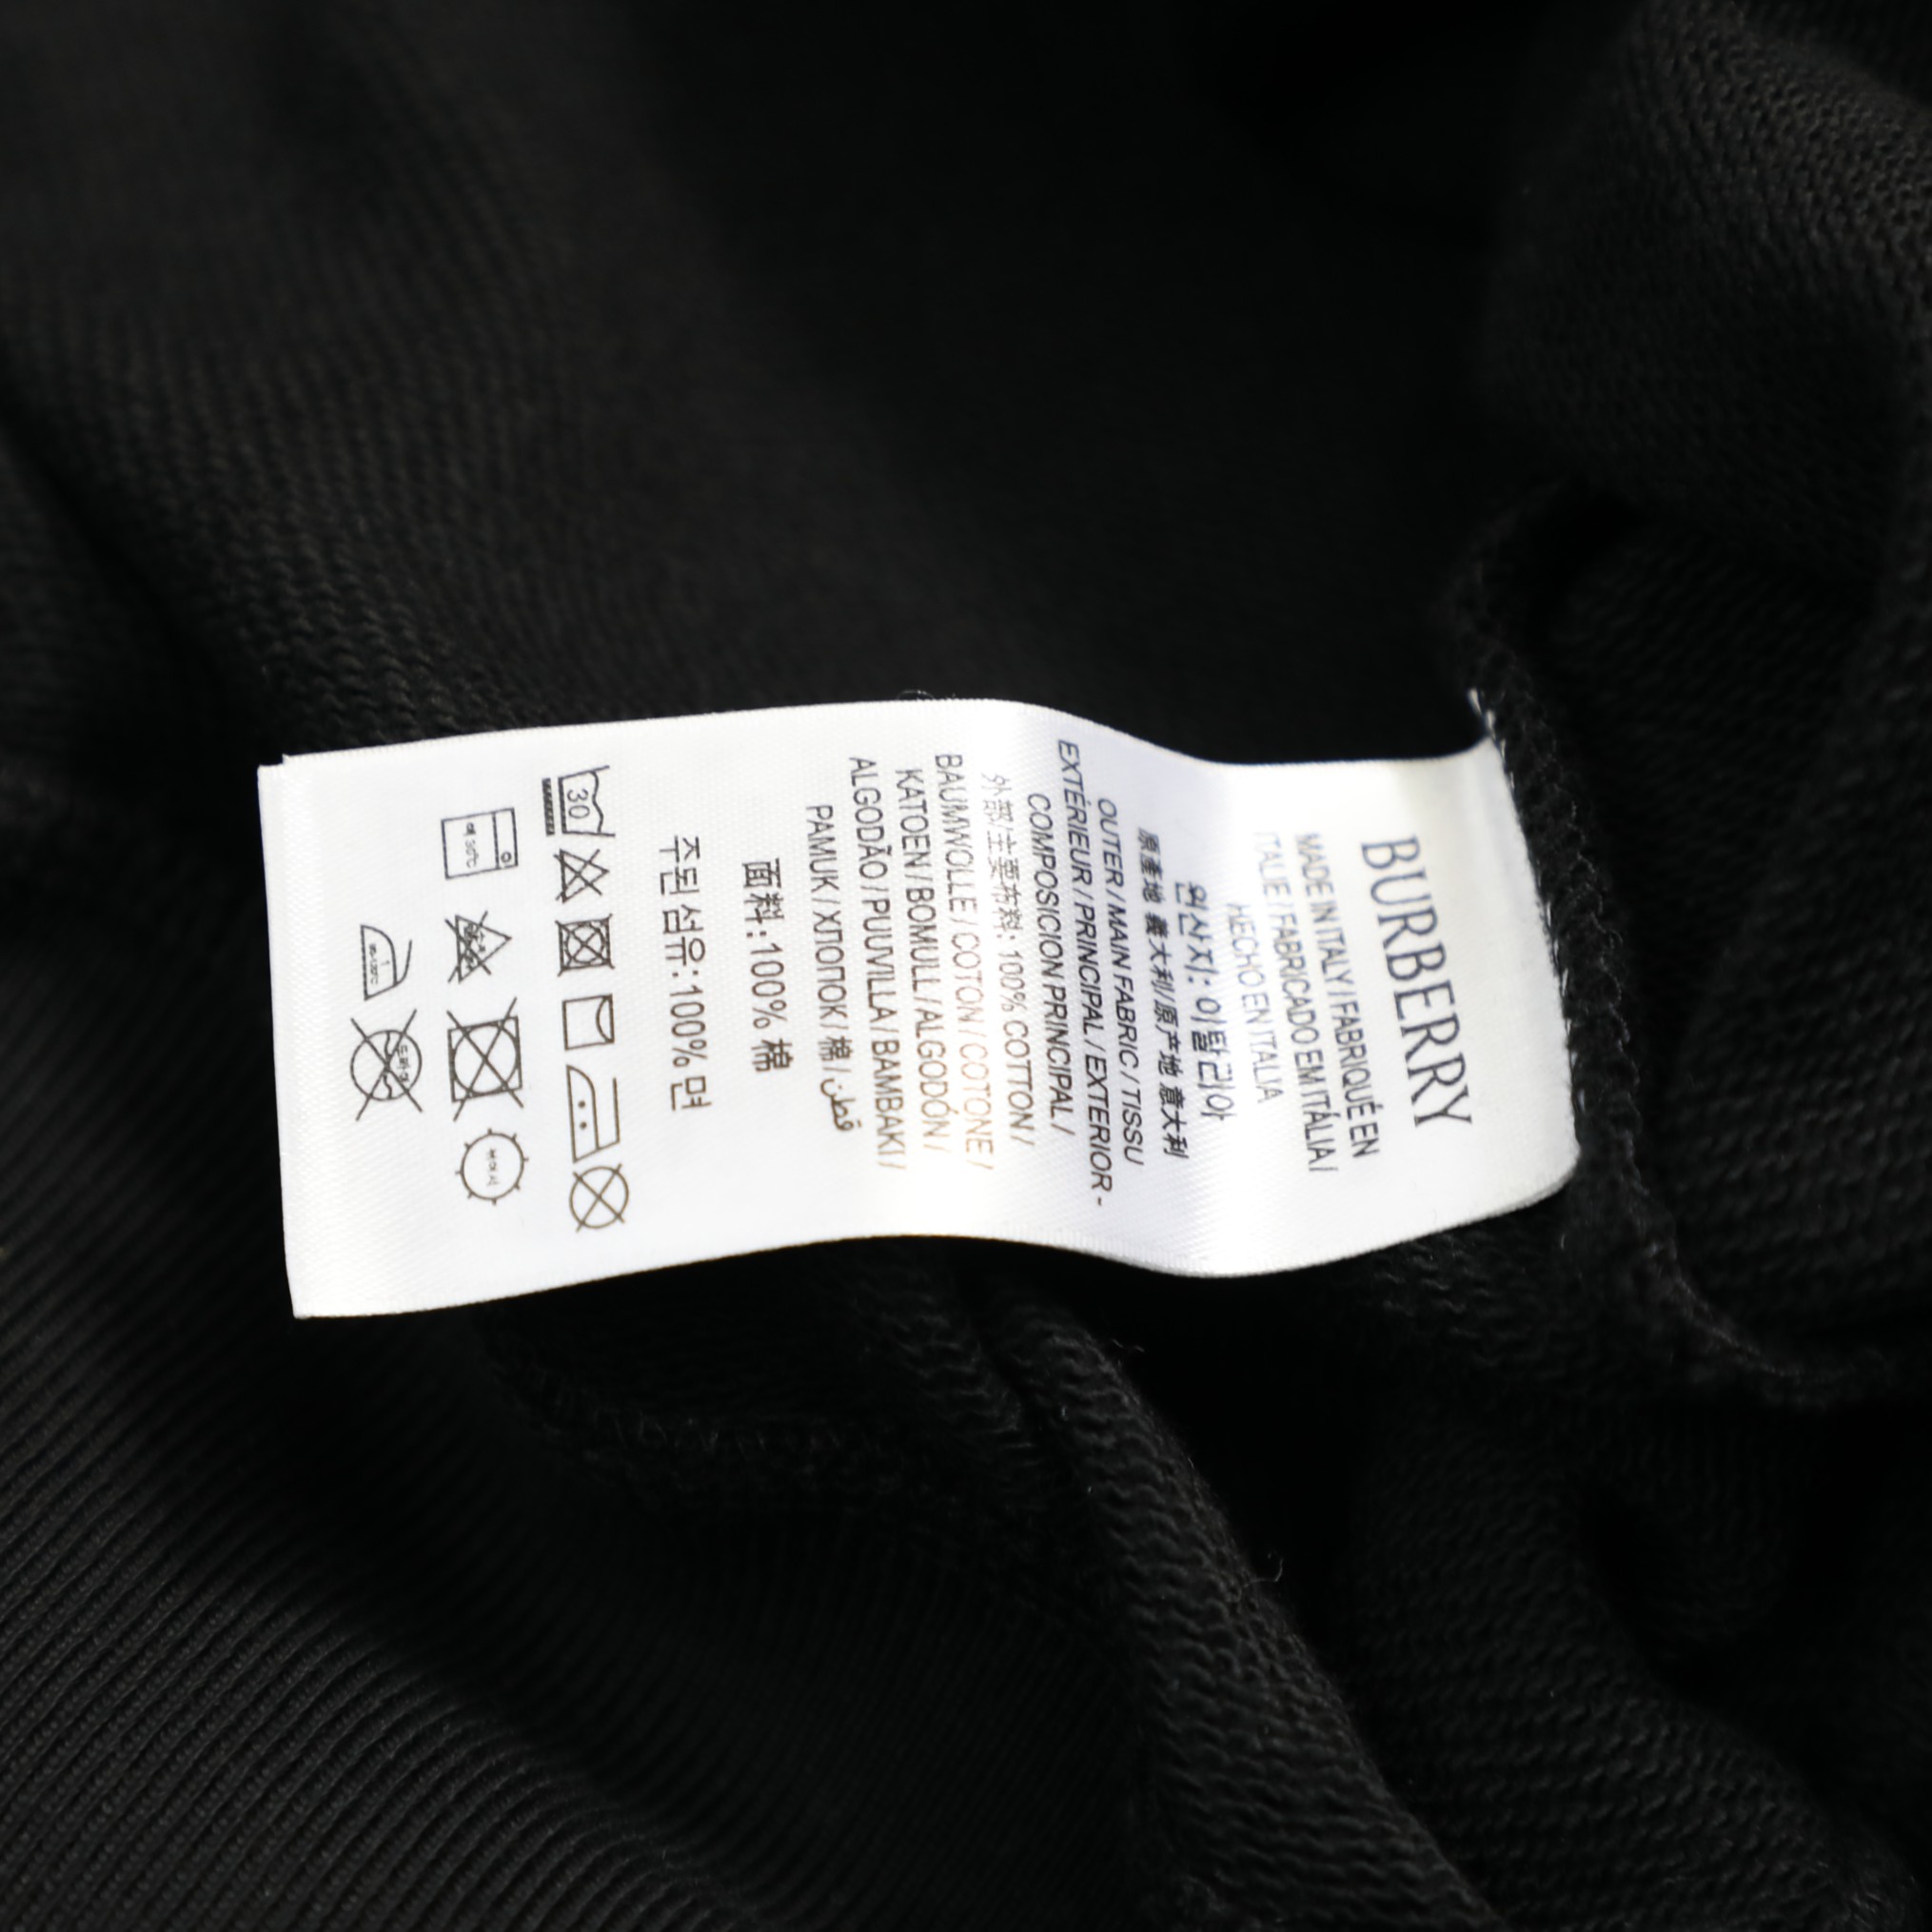 BURBERRY
MADE IN ITALY / FABRIQUÉ EN
ITALIE / FABRICADO EM ITÁLIA /
HECHO EN ITALIA
원산지: 이탈리아
原產地 義大利/原产地 意大利
OUTER / MAIN FABRIC / TISSU
EXTÉRIEUR / PRINCIPAL / EXTERIOR -
COMPOSICION PRINCIPAL /
外部/主要布料: 100% COTTON /
BAUMWOLLE / COTON / COTONE /
KATOEN / BOMULL / ALGODÓN /
ALGODÃO / PUUVILLA / BAMBAKI /
PAMUK / ХЛОПОК / 棉 / قطن
面料:100% 棉
주된 섬유:100% 면
30